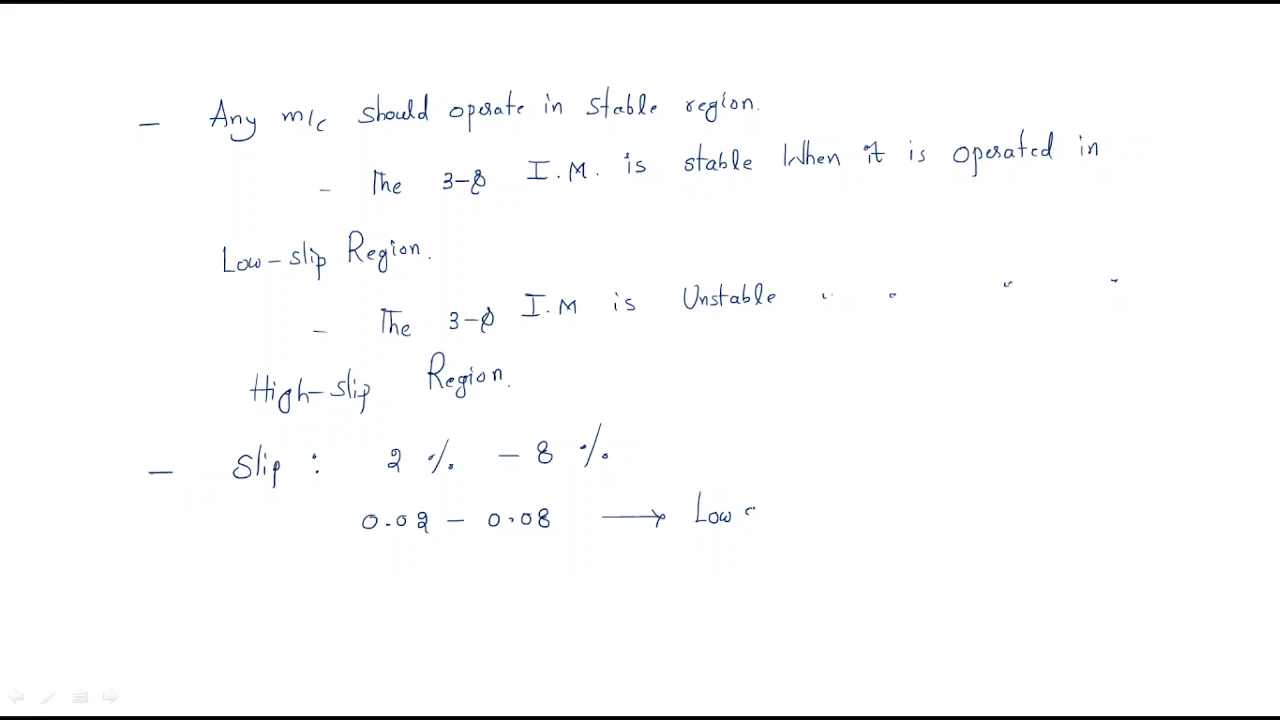 - Any m/c should operate in stable region.
- The 3-φ I.M. is stable when it is operated in
Low-slip Region.
- The 3-φ I.M is Unstable " " " "
High-slip Region.
- Slip : 2 % - 8 %
0.02 - 0.08 → Low